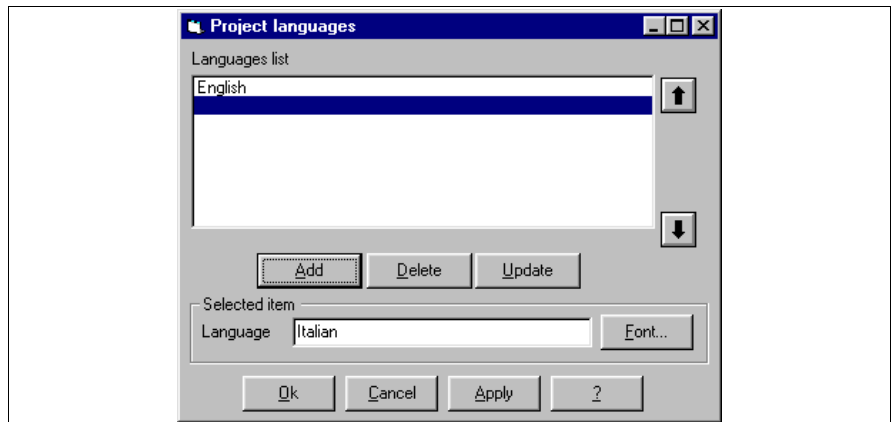 Project languages
Languages list
English
Add Delete Update
Selected item
Language Italian Font...
Ok Cancel Apply ?